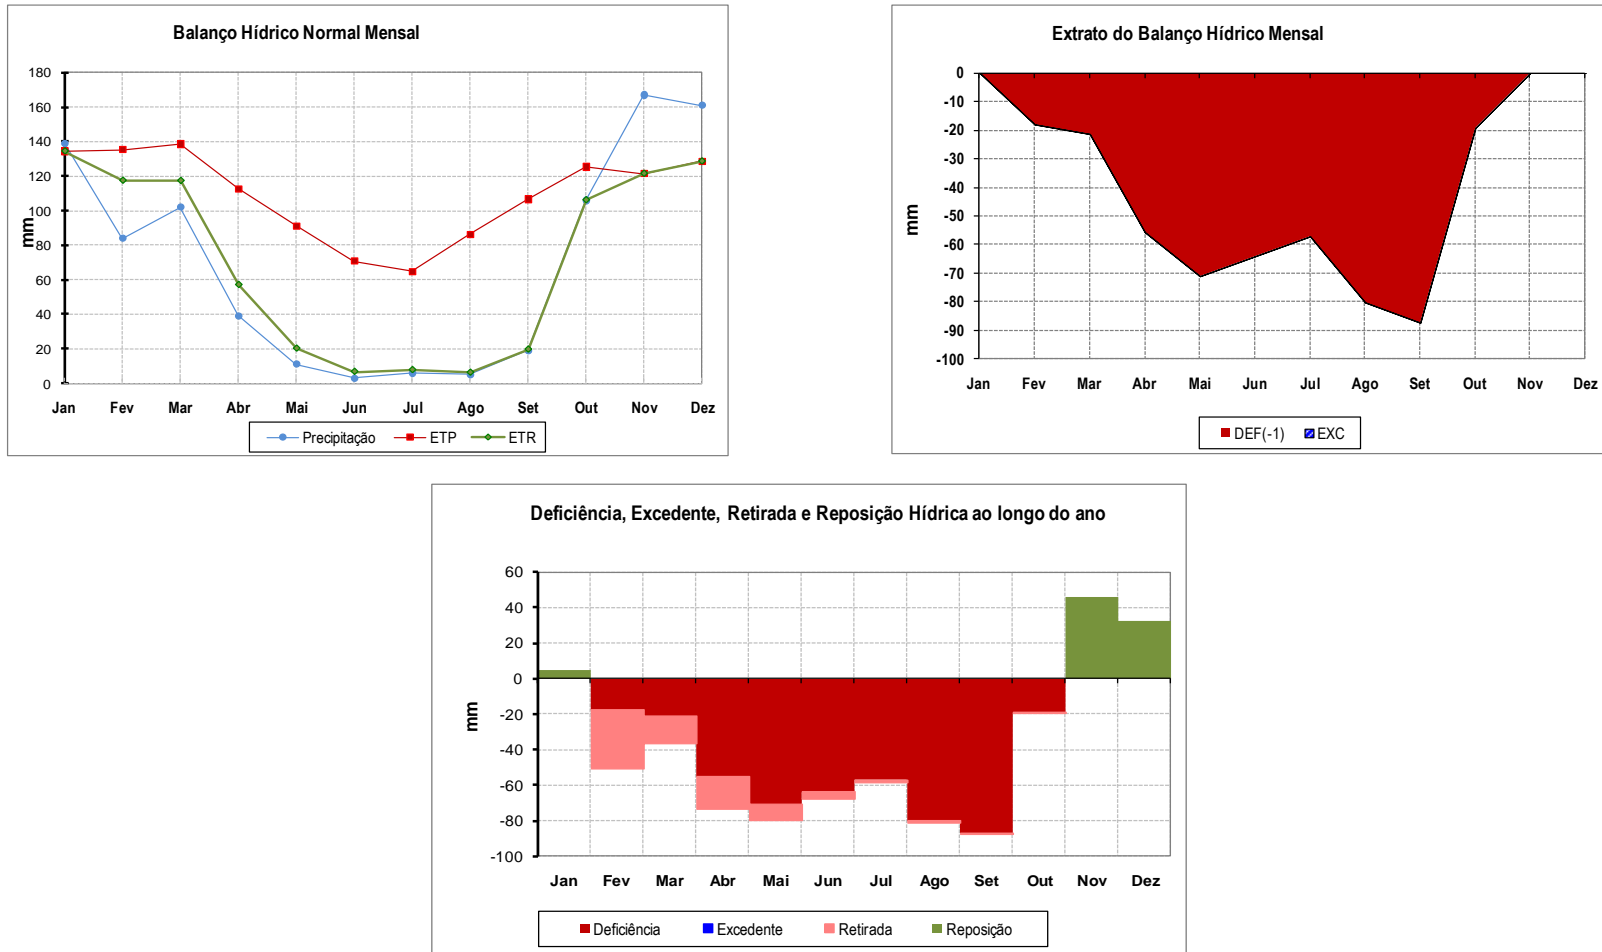 Balanço Hídrico Normal Mensal
180
160
140
120
100
80
60
40
20
0
mm
Jan Fev Mar Abr Mai Jun Jul Ago Set Out Nov Dez
Precipitação ETP ETR
Extrato do Balanço Hídrico Mensal
0
-10
-20
-30
-40
-50
-60
-70
-80
-90
-100
mm
Jan Fev Mar Abr Mai Jun Jul Ago Set Out Nov Dez
DEF(-1) EXC
Deficiência, Excedente, Retirada e Reposição Hídrica ao longo do ano
60
40
20
0
-20
-40
-60
-80
-100
mm
Jan Fev Mar Abr Mai Jun Jul Ago Set Out Nov Dez
Deficiência Excedente Retirada Reposição